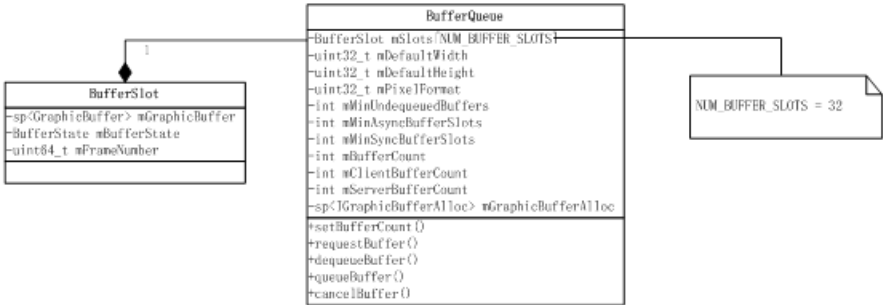 BufferQueue
-BufferSlot mSlots[NUM_BUFFER_SLOTS]
-uint32_t mDefaultWidth
-uint32_t mDefaultHeight
-uint32_t mPixelFormat
-int mMinUndequeuedBuffers
-int mMinAsyncBufferSlots
-int mMinSyncBufferSlots
-int mBufferCount
-int mClientBufferCount
-int mServerBufferCount
-sp<IGraphicBufferAlloc> mGraphicBufferAlloc
+setBufferCount()
+requestBuffer()
+dequeueBuffer()
+queueBuffer()
+cancelBuffer()
1
BufferSlot
-sp<GraphicBuffer> mGraphicBuffer
-BufferState mBufferState
-uint64_t mFrameNumber
NUM_BUFFER_SLOTS = 32